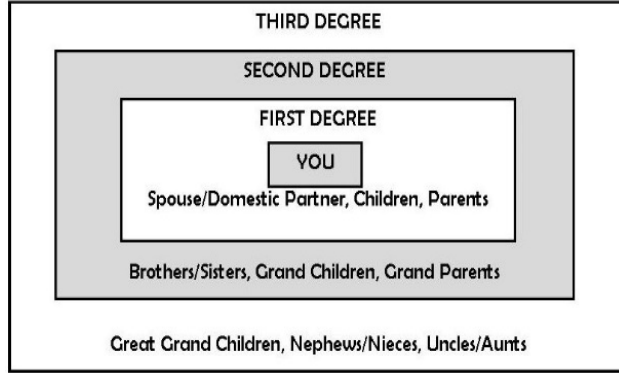 THIRD DEGREE
SECOND DEGREE
FIRST DEGREE
YOU
Spouse/Domestic Partner, Children, Parents
Brothers/Sisters, Grand Children, Grand Parents
Great Grand Children, Nephews/Nieces, Uncles/Aunts